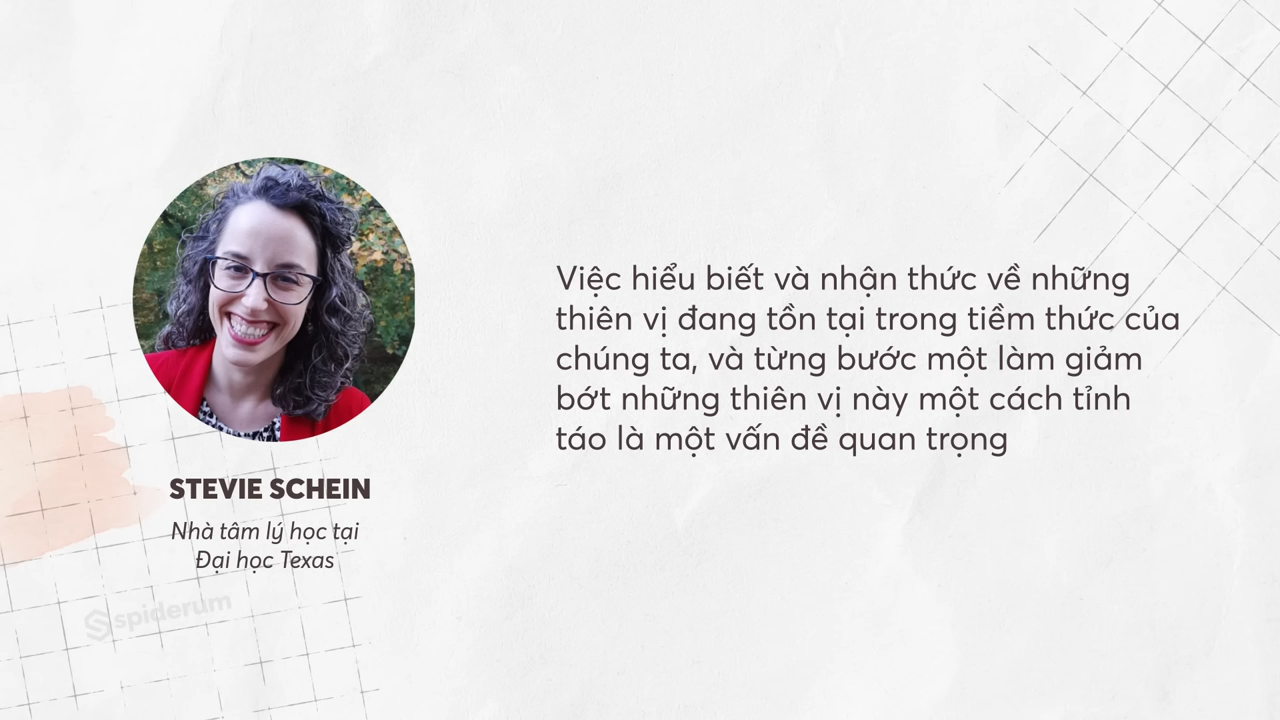 Việc hiểu biết và nhận thức về những
thiên vị đang tồn tại trong tiềm thức của
chúng ta, và từng bước một làm giảm
bớt những thiên vị này một cách tỉnh
táo là một vấn đề quan trọng
STEVIE SCHEIN
Nhà tâm lý học tại
Đại học Texas
spiderum